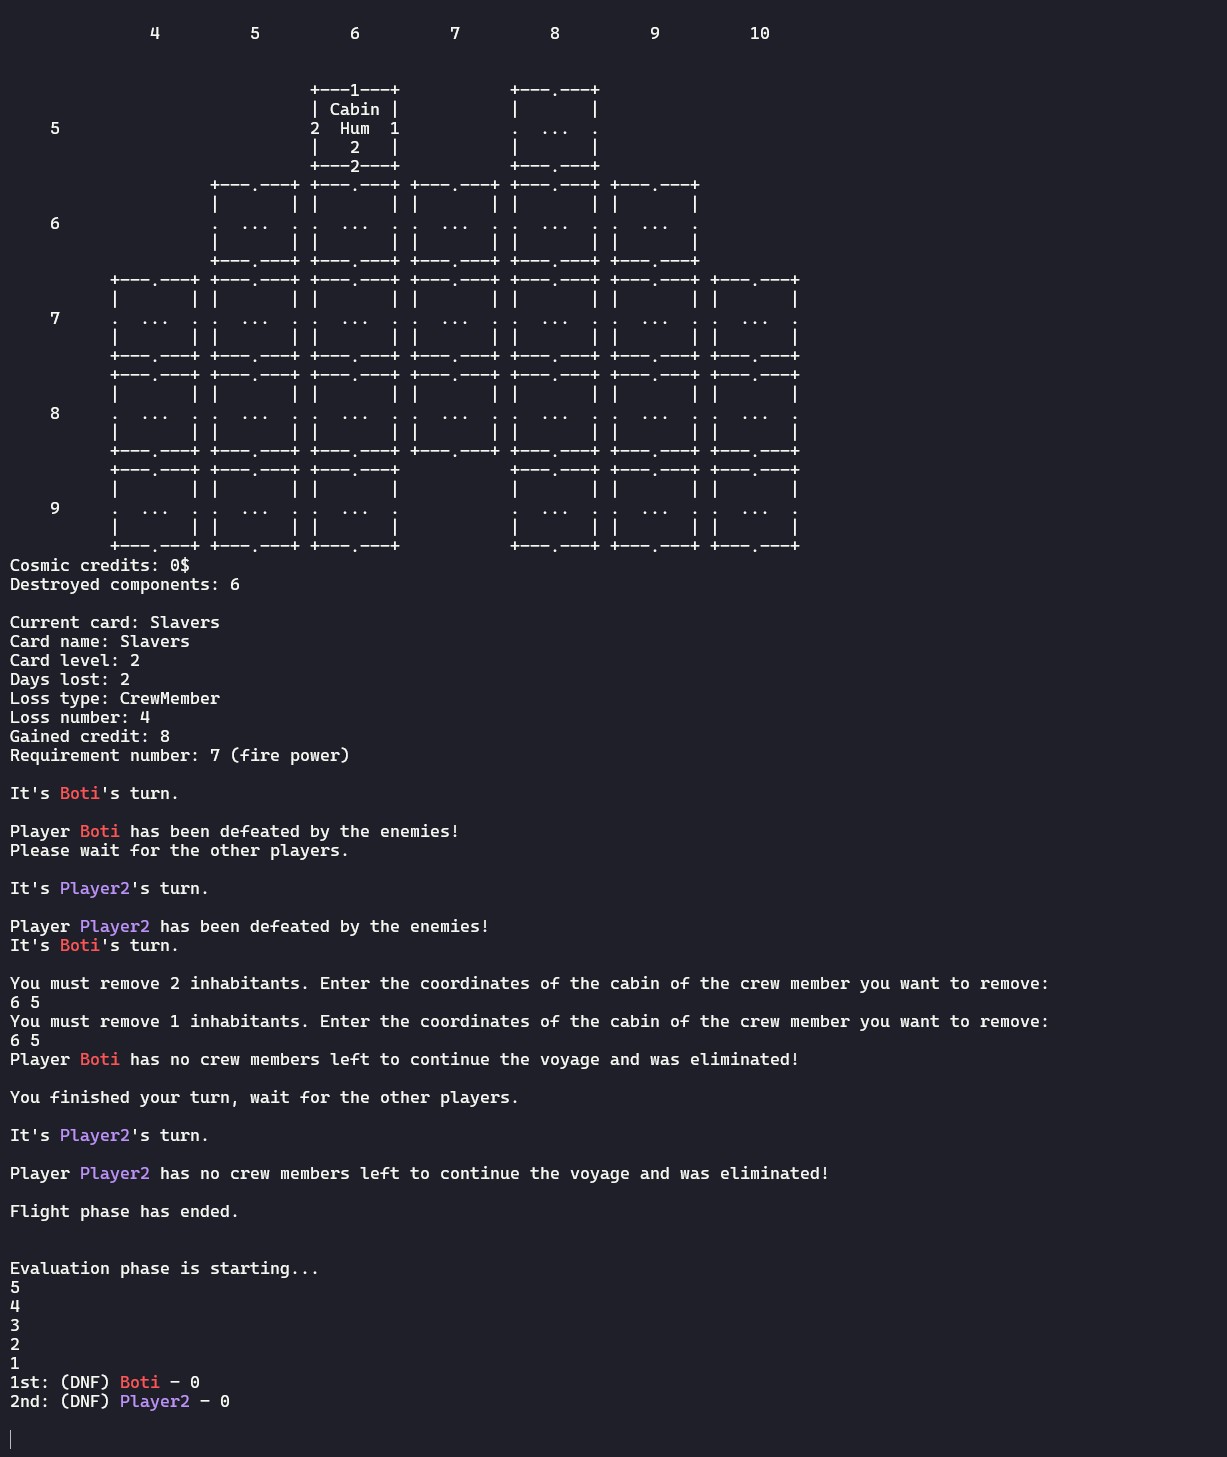 4 5 6 7 8 9 10
+---1---+ +---.---+
| Cabin | | |
5 2 Hum 1 . ... .
| 2 | | |
+---2---+ +---.---+
+---.---+ +---.---+ +---.---+ +---.---+ +---.---+
| | | | | | | | | |
6 . ... . . ... . . ... . . ... . . ... .
| | | | | | | | | |
+---.---+ +---.---+ +---.---+ +---.---+ +---.---+
+---.---+ +---.---+ +---.---+ +---.---+ +---.---+ +---.---+ +---.---+
| | | | | | | | | | | | | |
7 . ... . . ... . . ... . . ... . . ... . . ... . . ... .
| | | | | | | | | | | | | |
+---.---+ +---.---+ +---.---+ +---.---+ +---.---+ +---.---+ +---.---+
+---.---+ +---.---+ +---.---+ +---.---+ +---.---+ +---.---+ +---.---+
| | | | | | | | | | | | | |
8 . ... . . ... . . ... . . ... . . ... . . ... . . ... .
| | | | | | | | | | | | | |
+---.---+ +---.---+ +---.---+ +---.---+ +---.---+ +---.---+ +---.---+
+---.---+ +---.---+ +---.---+ +---.---+ +---.---+ +---.---+
| | | | | | | | | | | |
9 . ... . . ... . . ... . . ... . . ... . . ... .
| | | | | | | | | | | |
+---.---+ +---.---+ +---.---+ +---.---+ +---.---+ +---.---+
Cosmic credits: 0$
Destroyed components: 6
Current card: Slavers
Card name: Slavers
Card level: 2
Days lost: 2
Loss type: CrewMember
Loss number: 4
Gained credit: 8
Requirement number: 7 (fire power)
It's Boti's turn.
Player Boti has been defeated by the enemies!
Please wait for the other players.
It's Player2's turn.
Player Player2 has been defeated by the enemies!
It's Boti's turn.
You must remove 2 inhabitants. Enter the coordinates of the cabin of the crew member you want to remove:
6 5
You must remove 1 inhabitants. Enter the coordinates of the cabin of the crew member you want to remove:
6 5
Player Boti has no crew members left to continue the voyage and was eliminated!
You finished your turn, wait for the other players.
It's Player2's turn.
Player Player2 has no crew members left to continue the voyage and was eliminated!
Flight phase has ended.
Evaluation phase is starting...
5
4
3
2
1
1st: (DNF) Boti - 0
2nd: (DNF) Player2 - 0